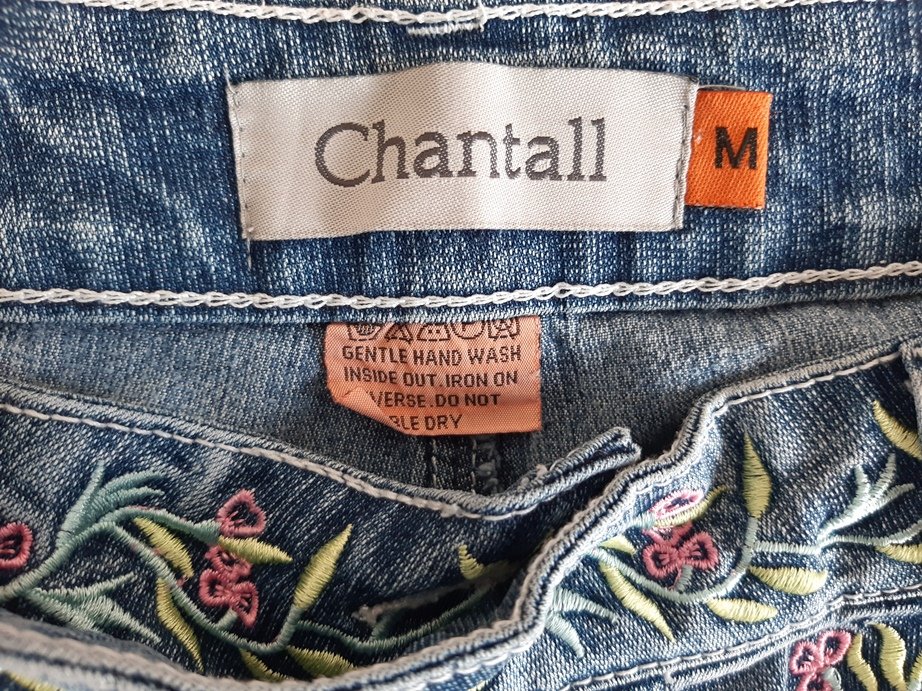 Chantall
M
GENTLE HAND WASH
INSIDE OUT. IRON ON
DO NOT
DRY